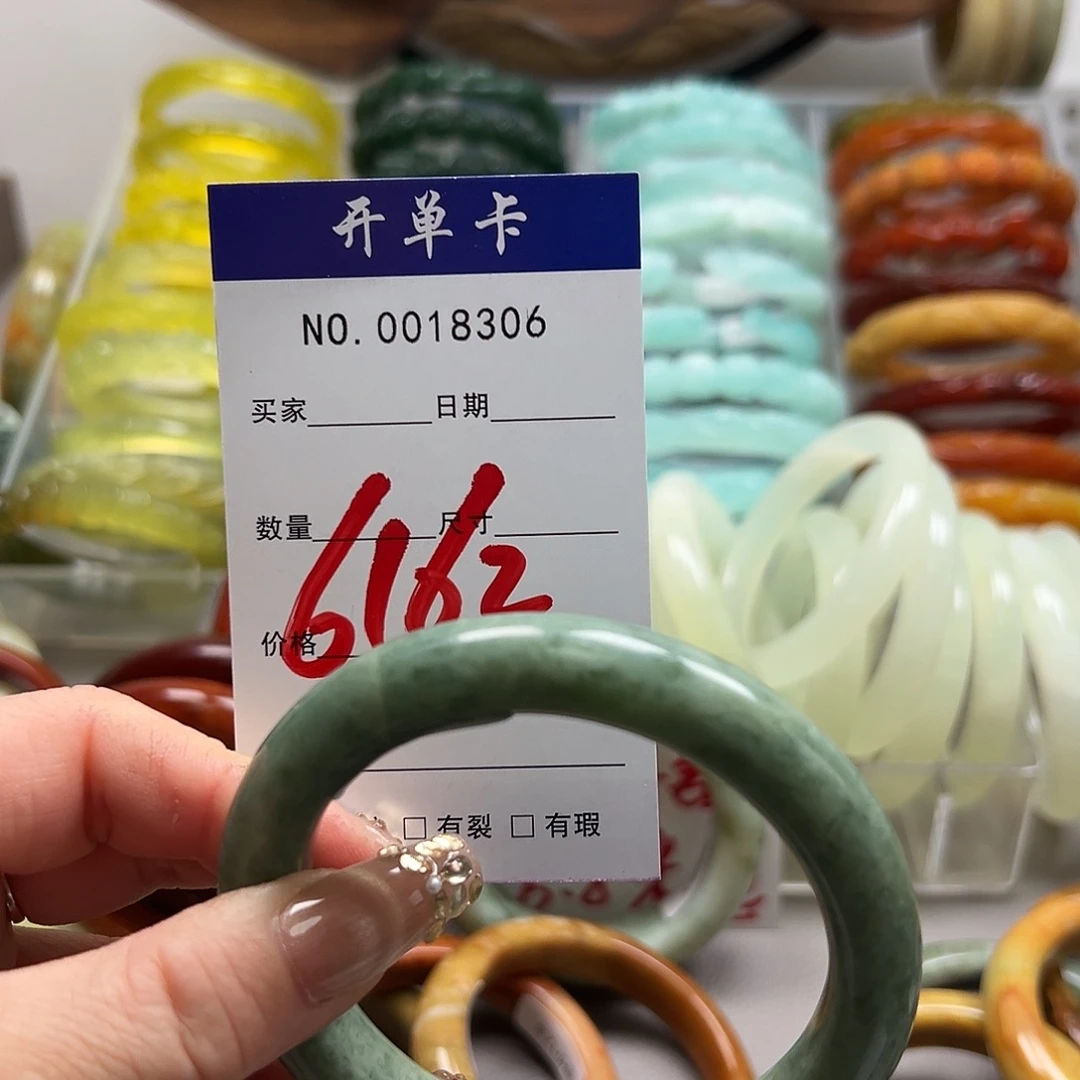 开单卡
NO.0018306
买家 日期
数量 尺寸
6162
价格
□有裂 □有瑕